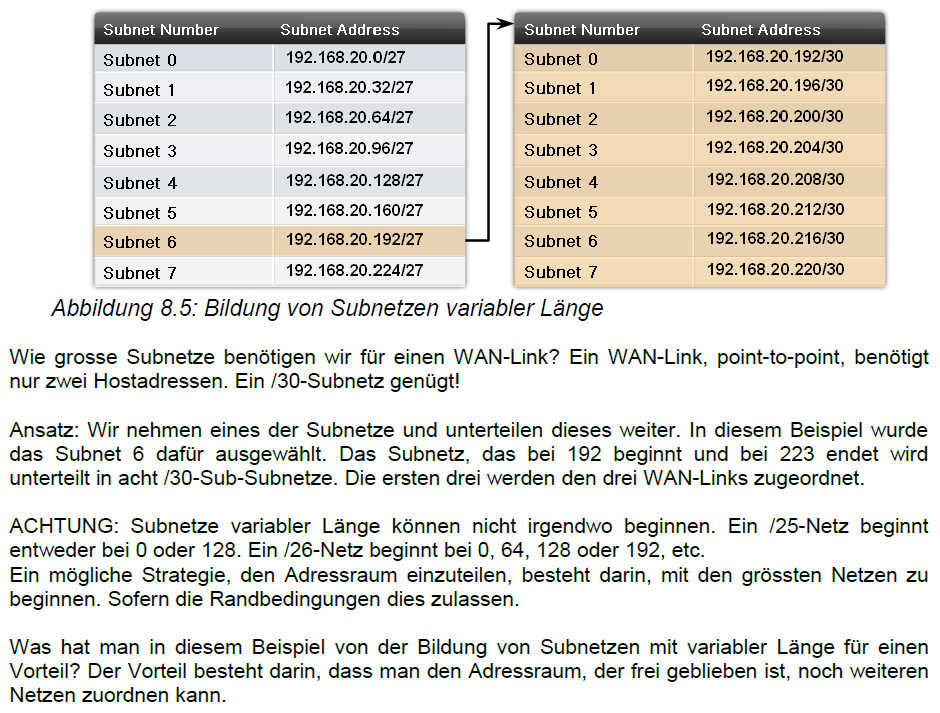 Subnet Number Subnet Address
Subnet 0 192.168.20.0/27
Subnet 1 192.168.20.32/27
Subnet 2 192.168.20.64/27
Subnet 3 192.168.20.96/27
Subnet 4 192.168.20.128/27
Subnet 5 192.168.20.160/27
Subnet 6 192.168.20.192/27
Subnet 7 192.168.20.224/27
Subnet Number Subnet Address
Subnet 0 192.168.20.192/30
Subnet 1 192.168.20.196/30
Subnet 2 192.168.20.200/30
Subnet 3 192.168.20.204/30
Subnet 4 192.168.20.208/30
Subnet 5 192.168.20.212/30
Subnet 6 192.168.20.216/30
Subnet 7 192.168.20.220/30
Abbildung 8.5: Bildung von Subnetzen variabler Länge
Wie grosse Subnetze benötigen wir für einen WAN-Link? Ein WAN-Link, point-to-point, benötigt
nur zwei Hostadressen. Ein /30-Subnetz genügt!
Ansatz: Wir nehmen eines der Subnetze und unterteilen dieses weiter. In diesem Beispiel wurde
das Subnet 6 dafür ausgewählt. Das Subnetz, das bei 192 beginnt und bei 223 endet wird
unterteilt in acht /30-Sub-Subnetze. Die ersten drei werden den drei WAN-Links zugeordnet.
ACHTUNG: Subnetze variabler Länge können nicht irgendwo beginnen. Ein /25-Netz beginnt
entweder bei 0 oder 128. Ein /26-Netz beginnt bei 0, 64, 128 oder 192, etc.
Ein mögliche Strategie, den Adressraum einzuteilen, besteht darin, mit den grössten Netzen zu
beginnen. Sofern die Randbedingungen dies zulassen.
Was hat man in diesem Beispiel von der Bildung von Subnetzen mit variabler Länge für einen
Vorteil? Der Vorteil besteht darin, dass man den Adressraum, der frei geblieben ist, noch weiteren
Netzen zuordnen kann.